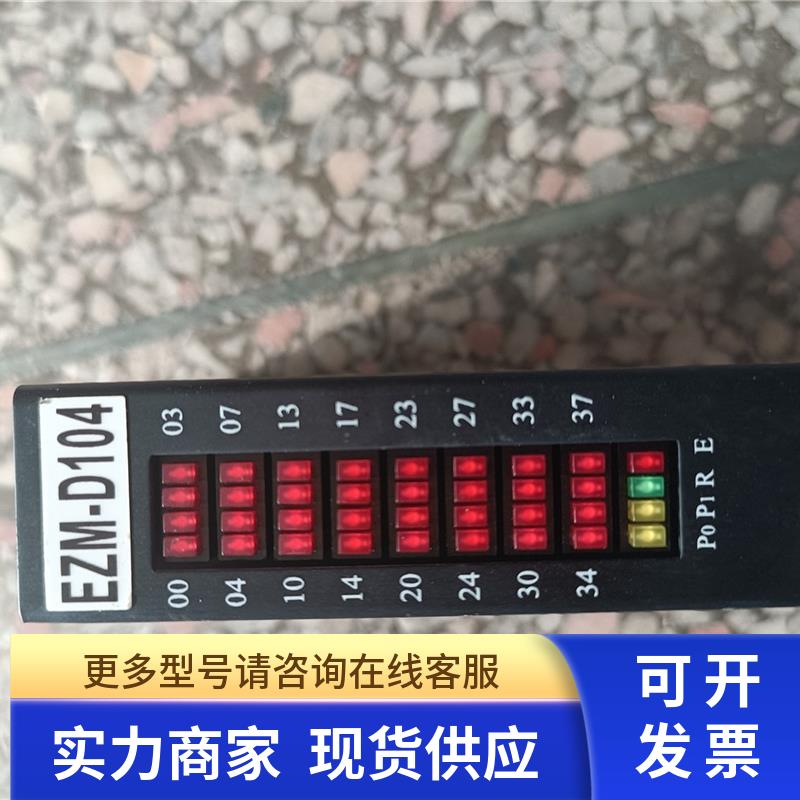 EZM-D104
03 07 13 17 23 27 33 37
00 04 10 14 20 24 30 34
P0 P1 R E
更多型号请咨询在线客服
实力商家 现货供应
可开
发票